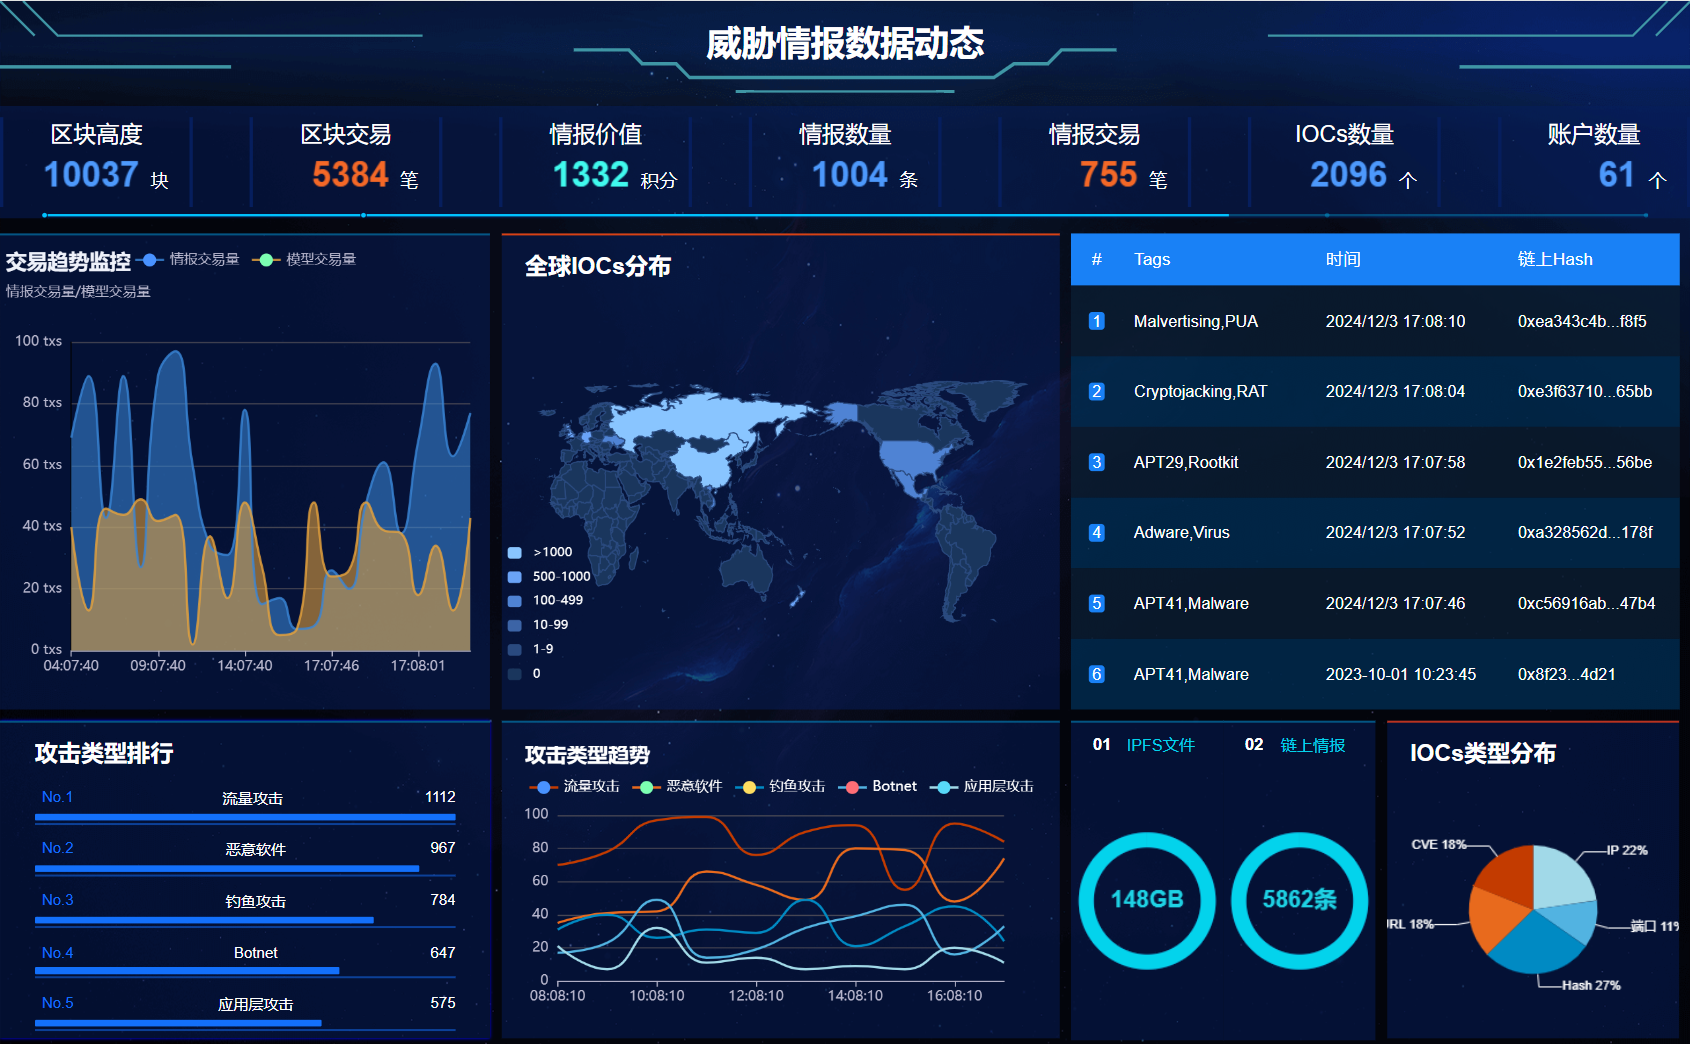 威胁情报数据动态
区块高度
10037 块
区块交易
5384 笔
情报价值
1332 积分
情报数量
1004 条
情报交易
755 笔
IOCs数量
2096 个
账户数量
61 个
交易趋势监控
情报交易量 模型交易量
情报交易量/模型交易量
100 txs
80 txs
60 txs
40 txs
20 txs
0 txs
04:07:40 09:07:40 14:07:40 17:07:46 17:08:01
全球IOCs分布
>1000
500-1000
100-499
10-99
1-9
0
# Tags 时间 链上Hash
1 Malvertising,PUA 2024/12/3 17:08:10 0xea343c4b...f8f5
2 Cryptojacking,RAT 2024/12/3 17:08:04 0xe3f63710...65bb
3 APT29,Rootkit 2024/12/3 17:07:58 0x1e2feb55...56be
4 Adware,Virus 2024/12/3 17:07:52 0xa328562d...178f
5 APT41,Malware 2024/12/3 17:07:46 0xc56916ab...47b4
6 APT41,Malware 2023-10-01 10:23:45 0x8f23...4d21
攻击类型排行
No.1 流量攻击 1112
No.2 恶意软件 967
No.3 钓鱼攻击 784
No.4 Botnet 647
No.5 应用层攻击 575
攻击类型趋势
流量攻击 恶意软件 钓鱼攻击 Botnet 应用层攻击
100
80
60
40
20
0
08:08:10 10:08:10 12:08:10 14:08:10 16:08:10
01 IPFS文件 02 链上情报
148GB 5862条
IOCs类型分布
CVE 18%
IP 22%
RL 18%
端口 11%
Hash 27%